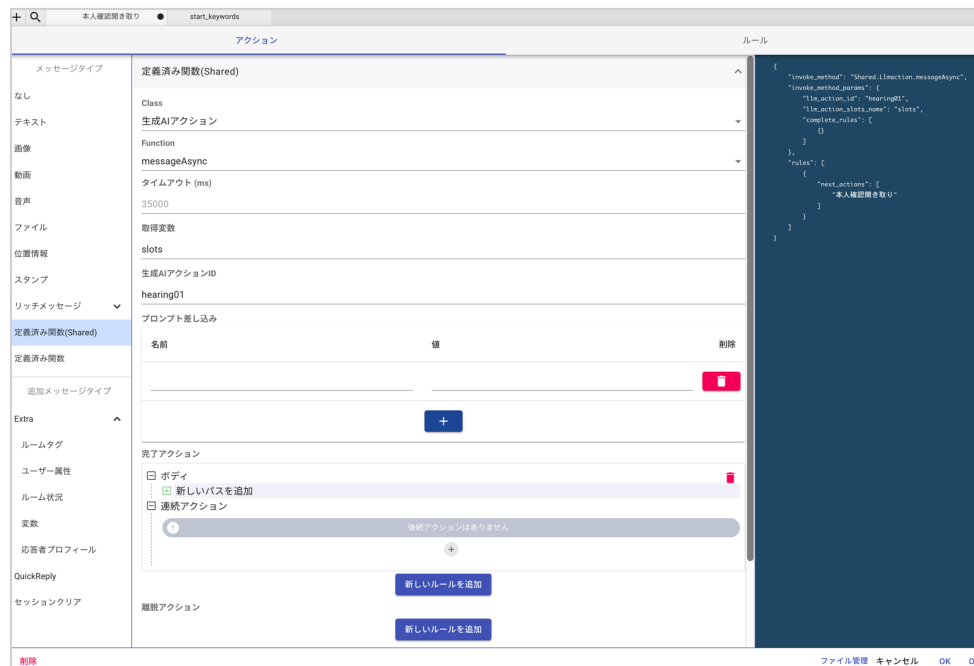 本人確認聞き取り
start_keywords
アクション
ルール
メッセージタイプ
なし
テキスト
画像
動画
音声
ファイル
位置情報
スタンプ
リッチメッセージ
定義済み関数(Shared)
定義済み関数
追加メッセージタイプ
Extra
ルームタグ
ユーザー属性
ルーム状況
変数
応答者プロフィール
QuickReply
セッションクリア
定義済み関数(Shared)
Class
生成AIアクション
Function
messageAsync
タイムアウト (ms)
35000
取得変数
slots
生成AIアクションID
hearing01
プロンプト差し込み
名前 値 削除
完了アクション
ボディ
新しいパスを追加
連続アクション
後続アクションはありません
新しいルールを追加
離脱アクション
新しいルールを追加
{
"invoke_method": "Shared.Llmaction.messageAsync",
"invoke_method_params": {
"llm_action_id": "hearing01",
"llm_action_slots_name": "slots",
"complete_rules": [
{}
]
},
"rules": [
{
"next_actions": [
"本人確認聞き取り"
]
}
]
}
削除
ファイル管理 キャンセル OK